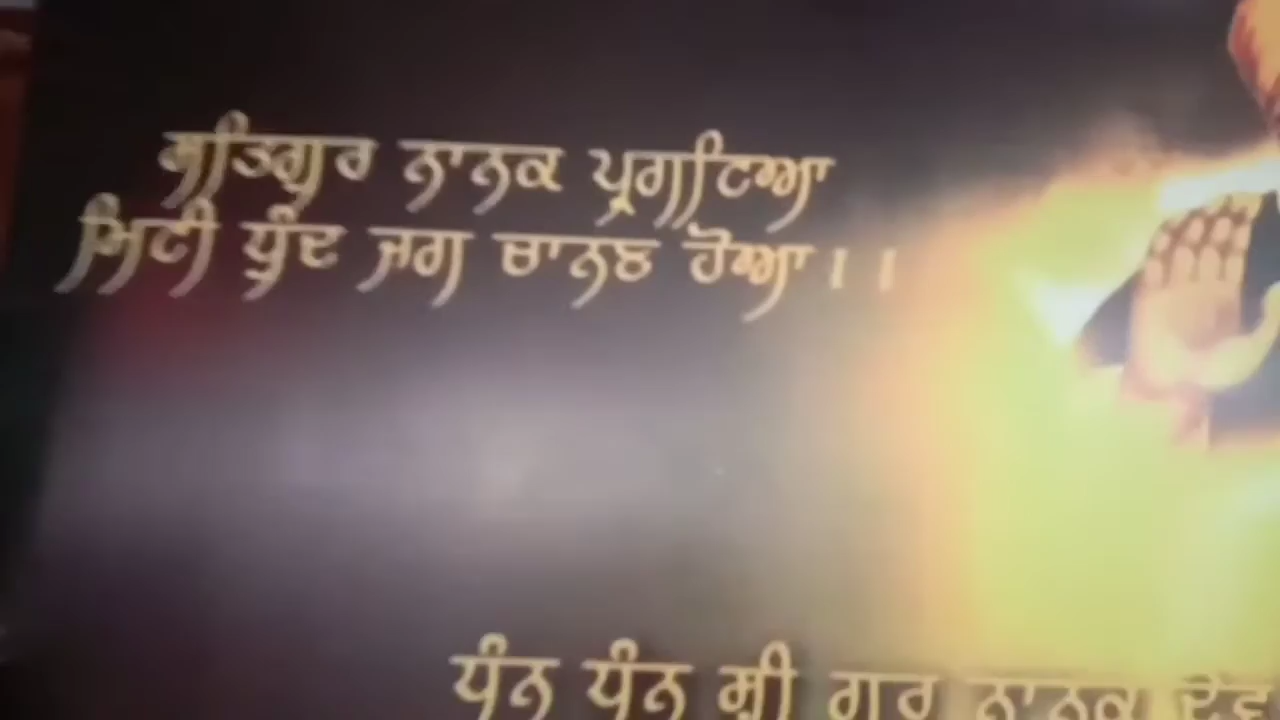 ਸਤਿਗੁਰ ਨਾਨਕ ਪ੍ਰਗਟਿਆ
ਮਿਟੀ ਧੁੰਦ ਜਗ ਚਾਨਣ ਹੋਆ।।
ਧੰਨ ਧੰਨ ਸ਼੍ਰੀ ਗੁਰੂ ਨਾਨਕ ਦੇਵ